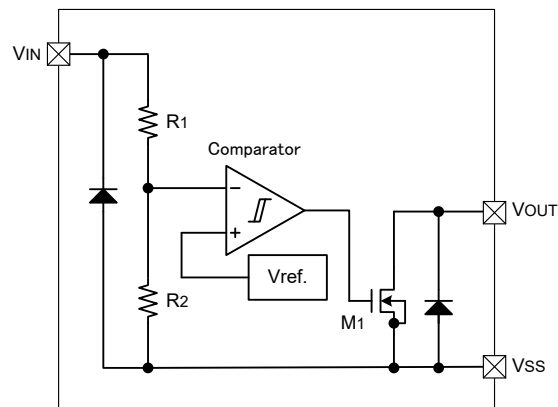 VIN
R1
Comparator
−
+
Vref.
R2
M1
VOUT
VSS